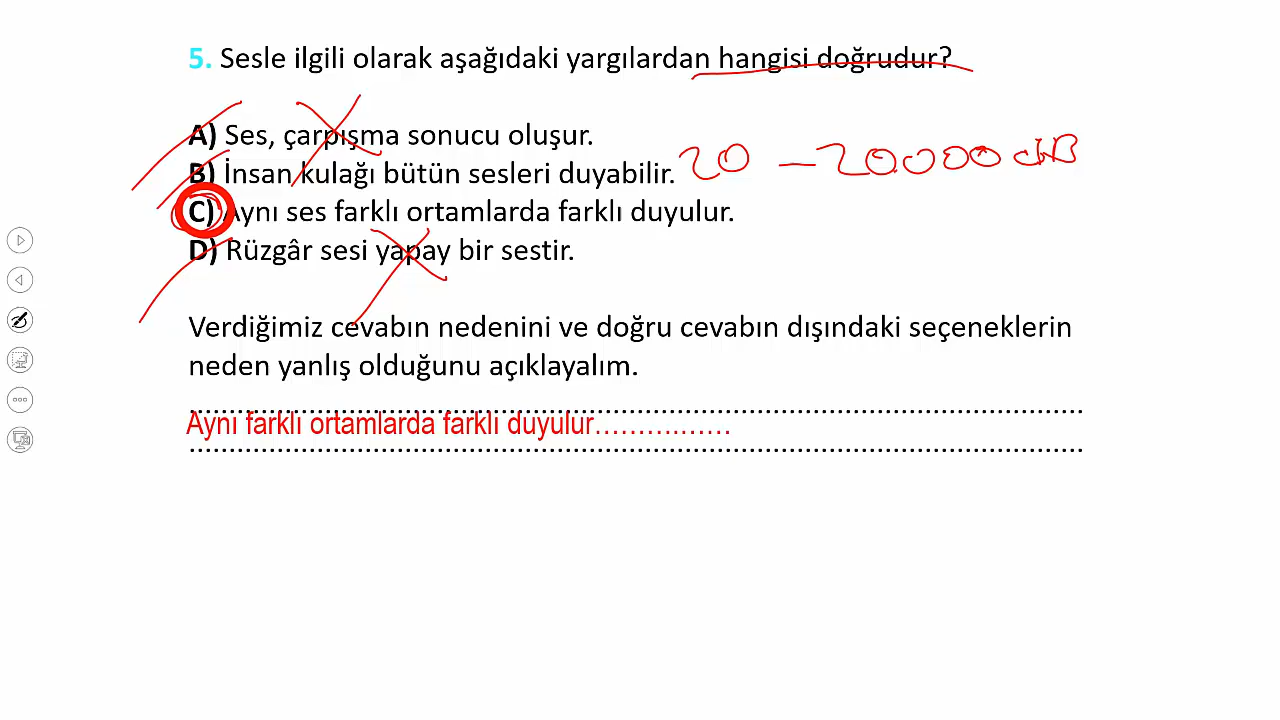 5. Sesle ilgili olarak aşağıdaki yargılardan hangisi doğrudur?
A) Ses, çarpışma sonucu oluşur.
B) İnsan kulağı bütün sesleri duyabilir. 20 – 20.000 dB
C) Aynı ses farklı ortamlarda farklı duyulur.
D) Rüzgâr sesi yapay bir sestir.
Verdiğimiz cevabın nedenini ve doğru cevabın dışındaki seçeneklerin
neden yanlış olduğunu açıklayalım.
Aynı farklı ortamlarda farklı duyulur................